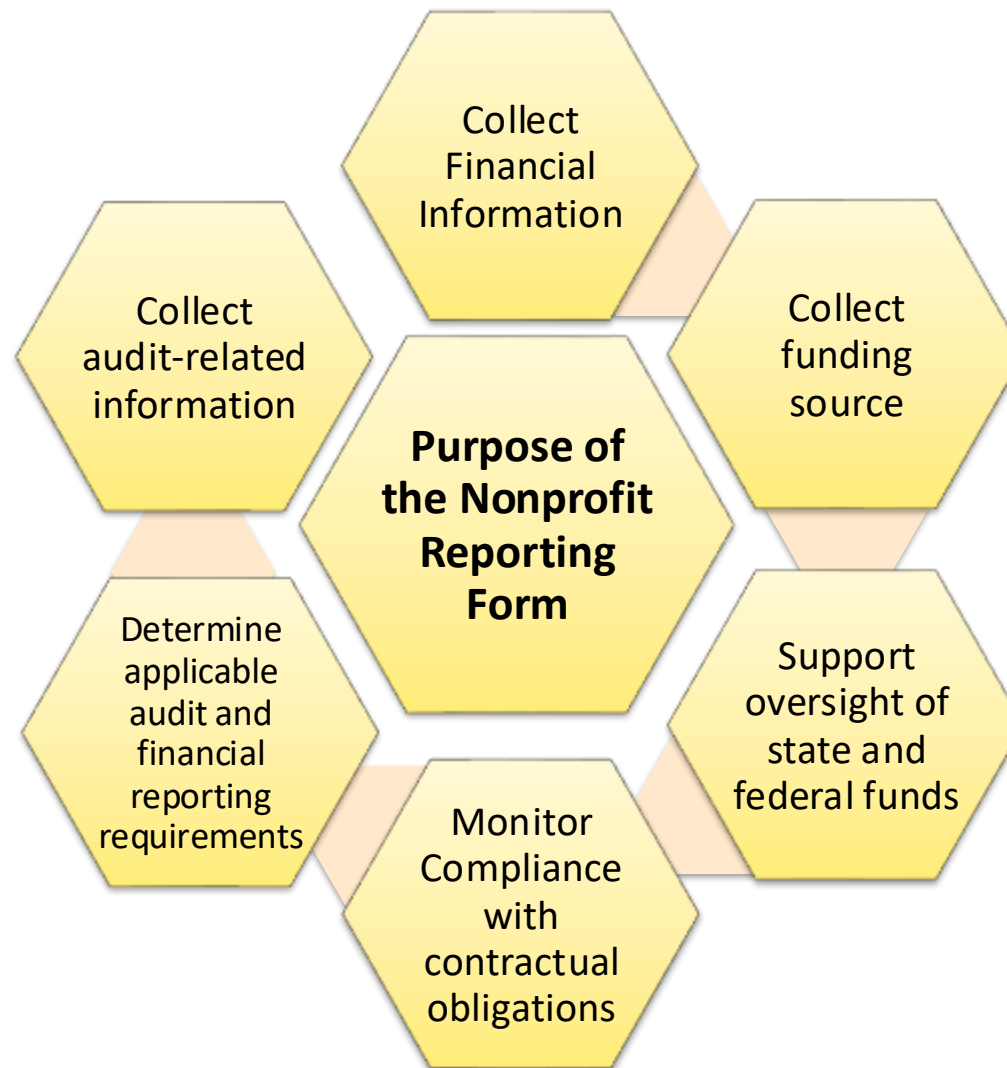 Collect
Financial
Information
Collect
funding
source
Support
oversight of
state and
federal funds
Monitor
Compliance
with
contractual
obligations
Determine
applicable
audit and
financial
reporting
requirements
Collect
audit-related
information
Purpose of
the Nonprofit
Reporting
Form